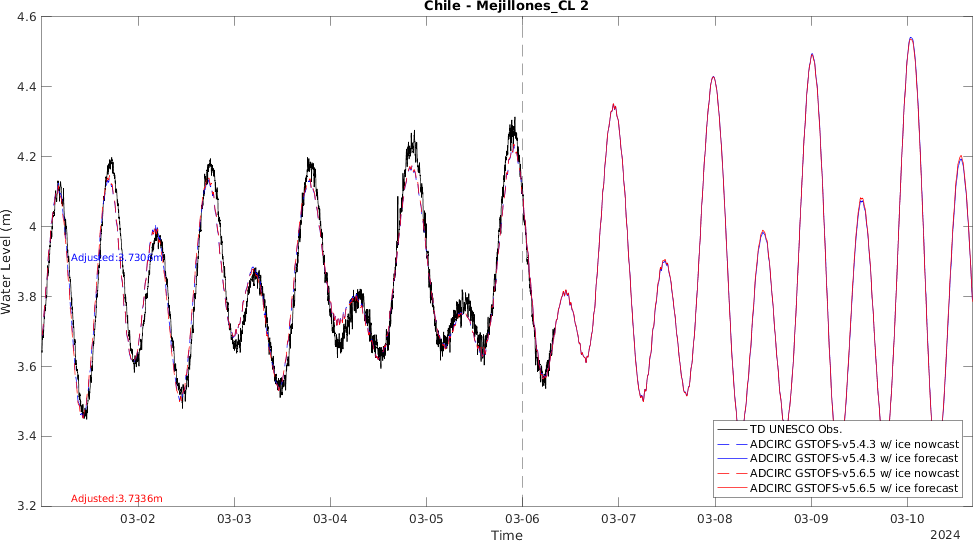 Chile - Mejillones_CL 2
4.6
4.4
4.2
4
3.8
3.6
3.4
3.2
Water Level (m)
Adjusted:3.7306m
Adjusted:3.7336m
TD UNESCO Obs.
ADCIRC GSTOFS-v5.4.3 w/ ice nowcast
ADCIRC GSTOFS-v5.4.3 w/ ice forecast
ADCIRC GSTOFS-v5.6.5 w/ ice nowcast
ADCIRC GSTOFS-v5.6.5 w/ ice forecast
03-02 03-03 03-04 03-05 03-06 03-07 03-08 03-09 03-10
Time
2024